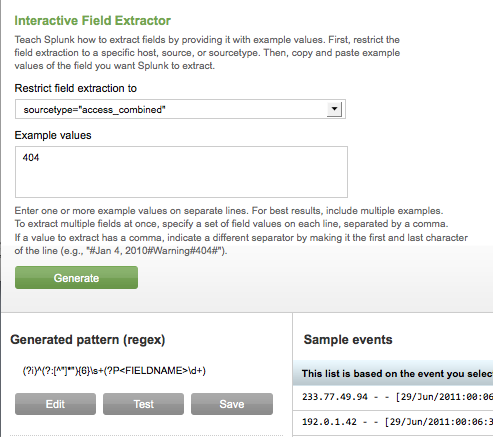 Interactive Field Extractor
Teach Splunk how to extract fields by providing it with example values. First, restrict the
field extraction to a specific host, source, or sourcetype. Then, copy and paste example
values of the field you want Splunk to extract.
Restrict field extraction to
sourcetype="access_combined"
Example values
404
Enter one or more example values on separate lines. For best results, include multiple examples.
To extract multiple fields at once, specify a set of field values on each line, separated by a comma.
If a value to extract has a comma, indicate a different separator by making it the first and last character
of the line (e.g., "#Jan 4, 2010#Warning#404#").
Generate
Generated pattern (regex)
(?i)^(?:[^"]*"){6}\s+(?P<FIELDNAME>\d+)
Edit
Test
Save
Sample events
This list is based on the event you selec
233.77.49.94 - - [29/Jun/2011:00:06
192.0.1.42 - - [29/Jun/2011:00:06:3